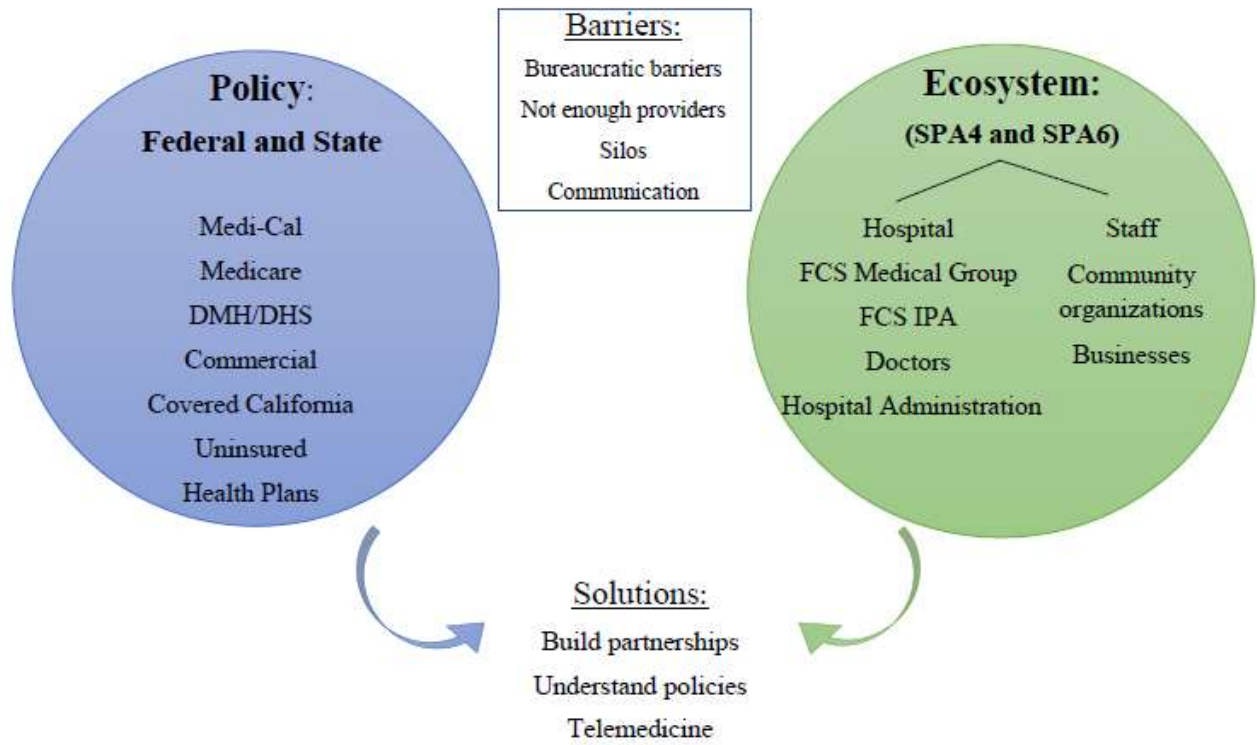 Policy:
Federal and State
Medi-Cal
Medicare
DMH/DHS
Commercial
Covered California
Uninsured
Health Plans
Barriers:
Bureaucratic barriers
Not enough providers
Silos
Communication
Ecosystem:
(SPA4 and SPA6)
Hospital
FCS Medical Group
FCS IPA
Doctors
Hospital Administration
Staff
Community
organizations
Businesses
Solutions:
Build partnerships
Understand policies
Telemedicine